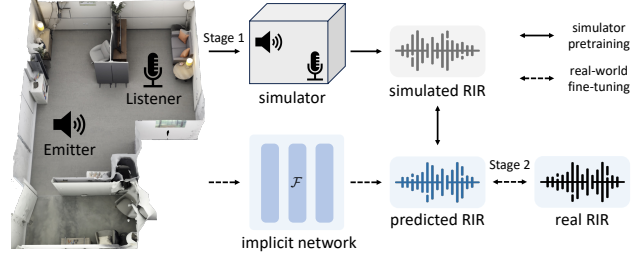 Listener
Emitter
Stage 1
simulator
simulated RIR
simulator
pretraining
real-world
fine-tuning
ℱ
implicit network
predicted RIR
Stage 2
real RIR